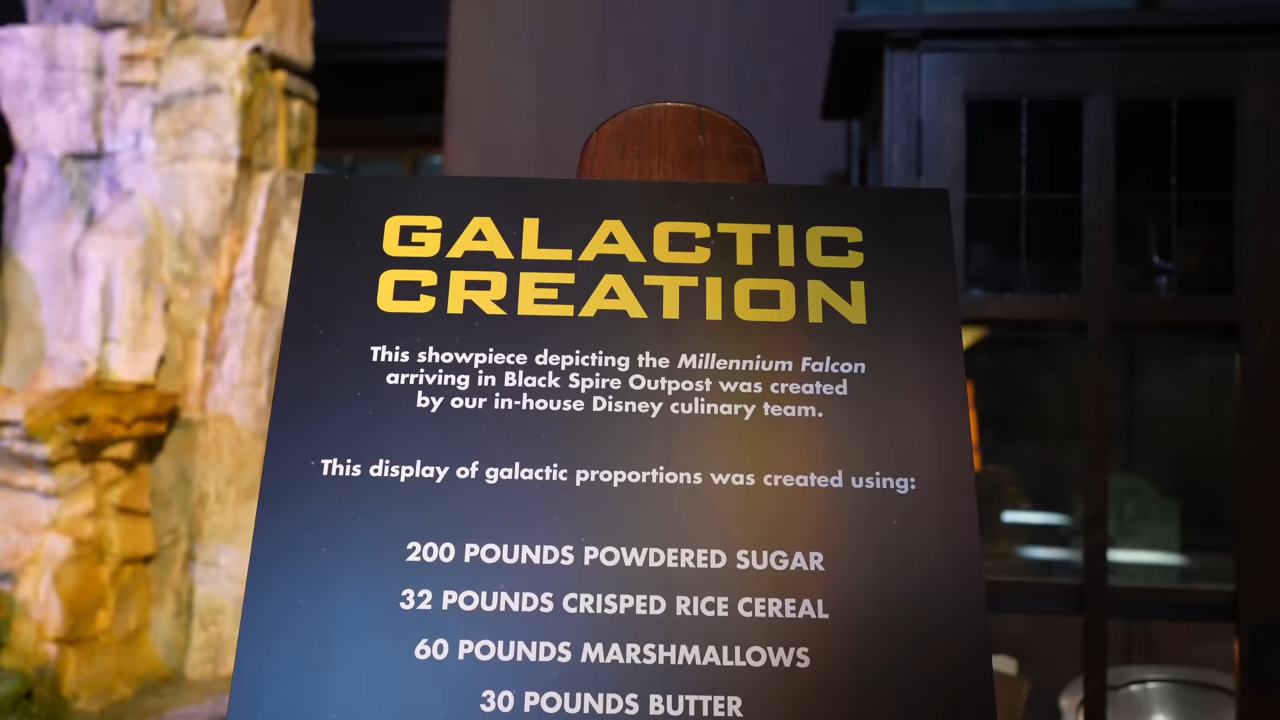 GALACTIC
CREATION
This showpiece depicting the Millennium Falcon
arriving in Black Spire Outpost was created
by our in-house Disney culinary team.
This display of galactic proportions was created using:
200 POUNDS POWDERED SUGAR
32 POUNDS CRISPED RICE CEREAL
60 POUNDS MARSHMALLOWS
30 POUNDS BUTTER